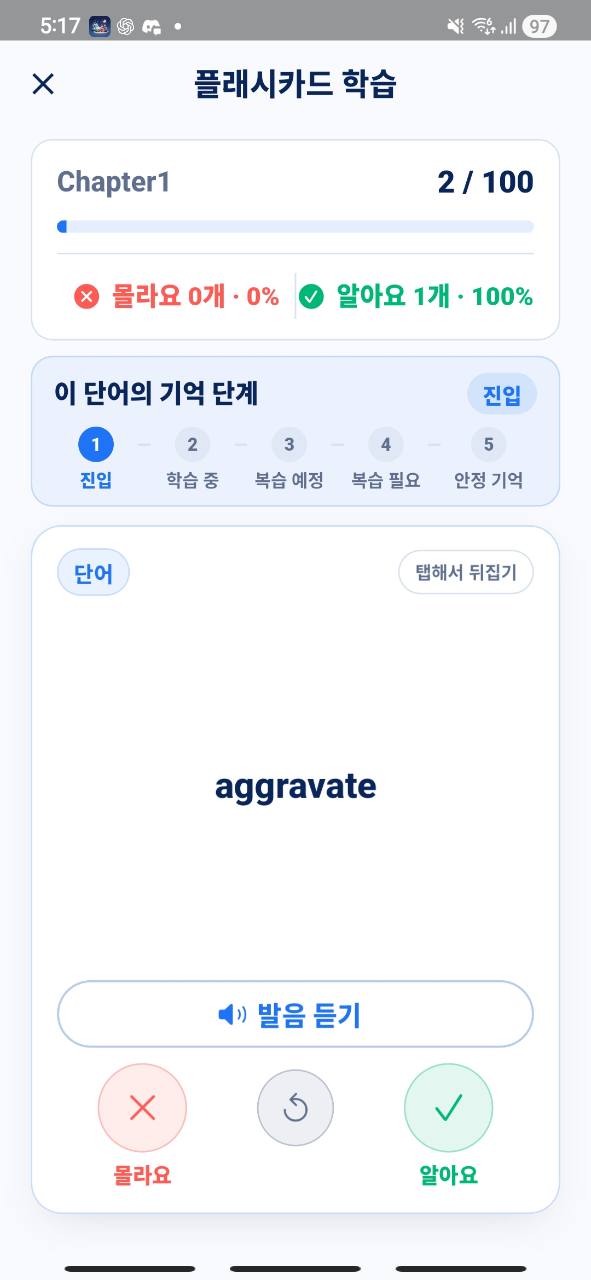 5:17
97
플래시카드 학습
Chapter1
2 / 100
몰라요 0개 · 0%
알아요 1개 · 100%
이 단어의 기억 단계
진입
1
2
3
4
5
진입
학습 중
복습 예정
복습 필요
안정 기억
단어
탭해서 뒤집기
aggravate
발음 듣기
몰라요
알아요